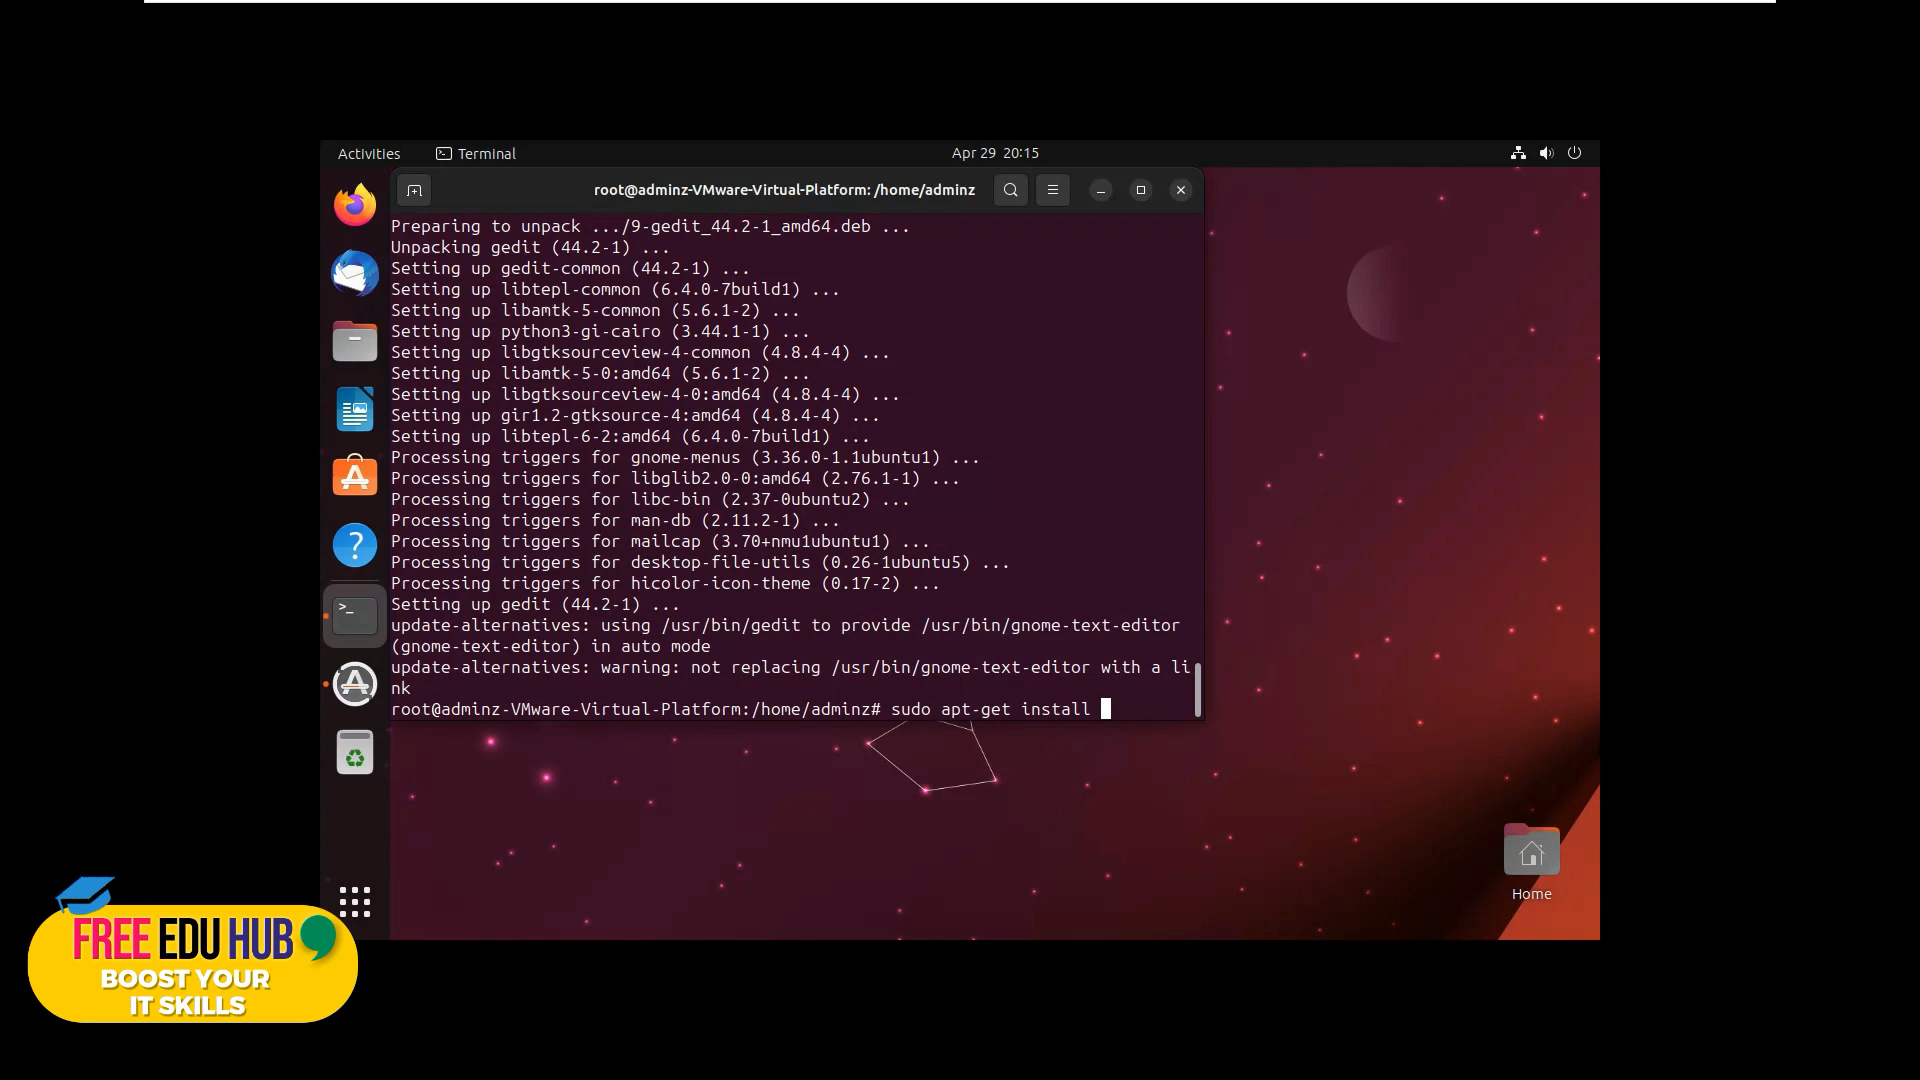 Activities Terminal Apr 29 20:15
root@adminz-VMware-Virtual-Platform: /home/adminz
Preparing to unpack .../9-gedit_44.2-1_amd64.deb ...
Unpacking gedit (44.2-1) ...
Setting up gedit-common (44.2-1) ...
Setting up libtepl-common (6.4.0-7build1) ...
Setting up libamtk-5-common (5.6.1-2) ...
Setting up python3-gi-cairo (3.44.1-1) ...
Setting up libgtksourceview-4-common (4.8.4-4) ...
Setting up libamtk-5-0:amd64 (5.6.1-2) ...
Setting up libgtksourceview-4-0:amd64 (4.8.4-4) ...
Setting up gir1.2-gtksource-4:amd64 (4.8.4-4) ...
Setting up libtepl-6-2:amd64 (6.4.0-7build1) ...
Processing triggers for gnome-menus (3.36.0-1.1ubuntu1) ...
Processing triggers for libglib2.0-0:amd64 (2.76.1-1) ...
Processing triggers for libc-bin (2.37-0ubuntu2) ...
Processing triggers for man-db (2.11.2-1) ...
Processing triggers for mailcap (3.70+nmu1ubuntu1) ...
Processing triggers for desktop-file-utils (0.26-1ubuntu5) ...
Processing triggers for hicolor-icon-theme (0.17-2) ...
Setting up gedit (44.2-1) ...
update-alternatives: using /usr/bin/gedit to provide /usr/bin/gnome-text-editor
(gnome-text-editor) in auto mode
update-alternatives: warning: not replacing /usr/bin/gnome-text-editor with a li
nk
root@adminz-VMware-Virtual-Platform:/home/adminz# sudo apt-get install
Home
FREE EDU HUB
BOOST YOUR
IT SKILLS